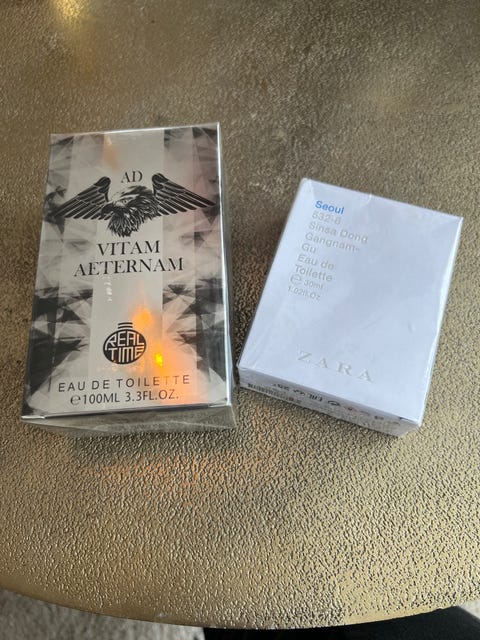 AD
VITAM
AETERNAM
REAL
TIME
EAU DE TOILETTE
℮100ML 3.3FL.OZ.
Seoul
532-8
Sinsa Dong
Gangnam-
Gu
Eau de
Toilette
℮ 30ml
1.02fl.Oz
ZARA